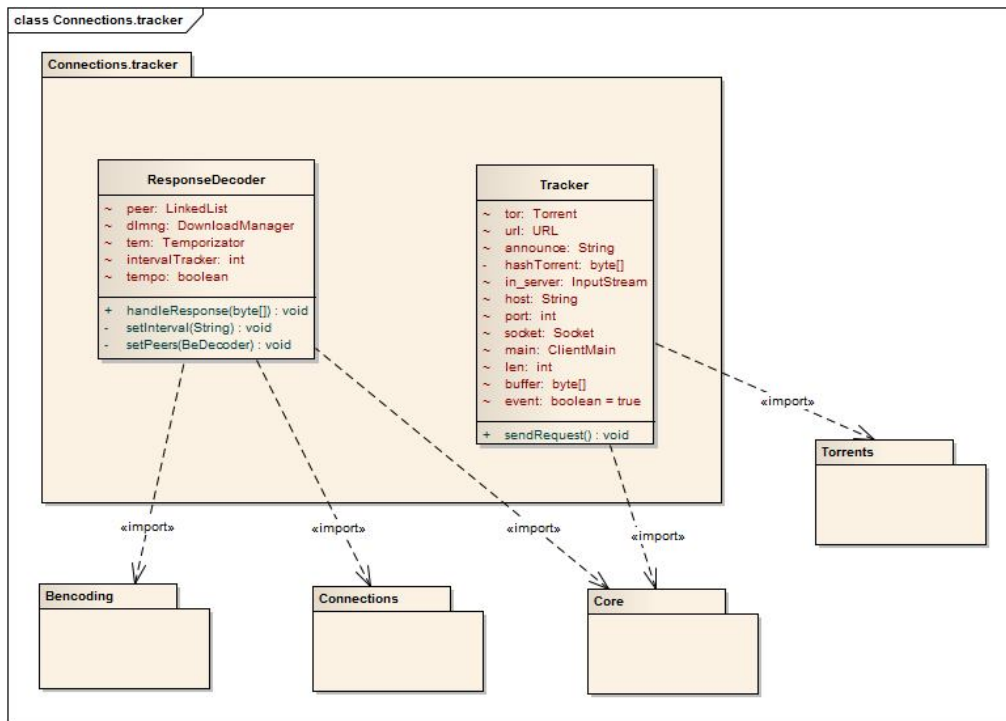 class Connections.tracker
Connections.tracker
ResponseDecoder
~ peer: LinkedList
~ dlmng: DownloadManager
~ tem: Temporizator
~ intervalTracker: int
~ tempo: boolean
+ handleResponse(byte[]) : void
- setInterval(String) : void
- setPeers(BeDecoder) : void
Tracker
~ tor: Torrent
~ url: URL
~ announce: String
- hashTorrent: byte[]
~ in_server: InputStream
~ host: String
~ port: int
~ socket: Socket
~ main: ClientMain
~ len: int
~ buffer: byte[]
~ event: boolean = true
+ sendRequest() : void
«import»
Torrents
«import»
«import»
«import»
«import»
Bencoding
Connections
Core